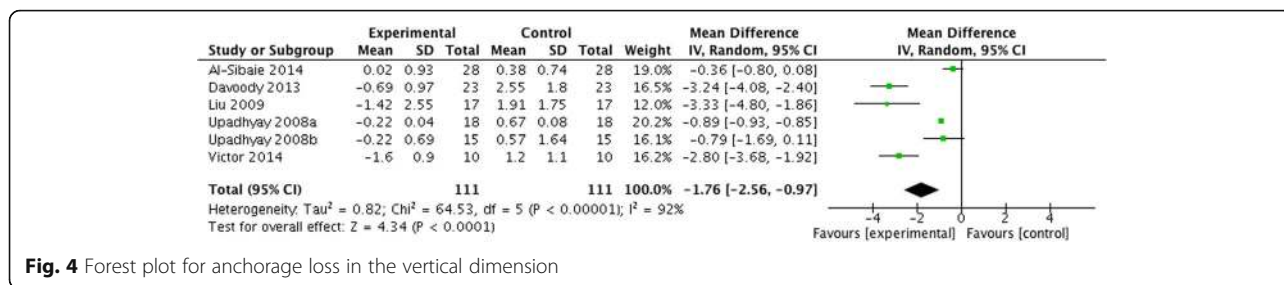 Experimental Control Mean Difference Mean Difference
Study or Subgroup Mean SD Total Mean SD Total Weight IV, Random, 95% CI IV, Random, 95% CI
Al-Sibaie 2014 0.02 0.93 28 0.38 0.74 28 19.0% -0.36 [-0.80, 0.08]
Davoody 2013 -0.69 0.97 23 2.55 1.8 23 16.5% -3.24 [-4.08, -2.40]
Liu 2009 -1.42 2.55 17 1.91 1.75 17 12.0% -3.33 [-4.80, -1.86]
Upadhyay 2008a -0.22 0.04 18 0.67 0.08 18 20.2% -0.89 [-0.93, -0.85]
Upadhyay 2008b -0.22 0.69 15 0.57 1.64 15 16.1% -0.79 [-1.69, 0.11]
Victor 2014 -1.6 0.9 10 1.2 1.1 10 16.2% -2.80 [-3.68, -1.92]
Total (95% CI) 111 111 100.0% -1.76 [-2.56, -0.97]
Heterogeneity: Tau² = 0.82; Chi² = 64.53, df = 5 (P < 0.00001); I² = 92%
Test for overall effect: Z = 4.34 (P < 0.0001)
-4 -2 0 2 4
Favours [experimental] Favours [control]
Fig. 4 Forest plot for anchorage loss in the vertical dimension